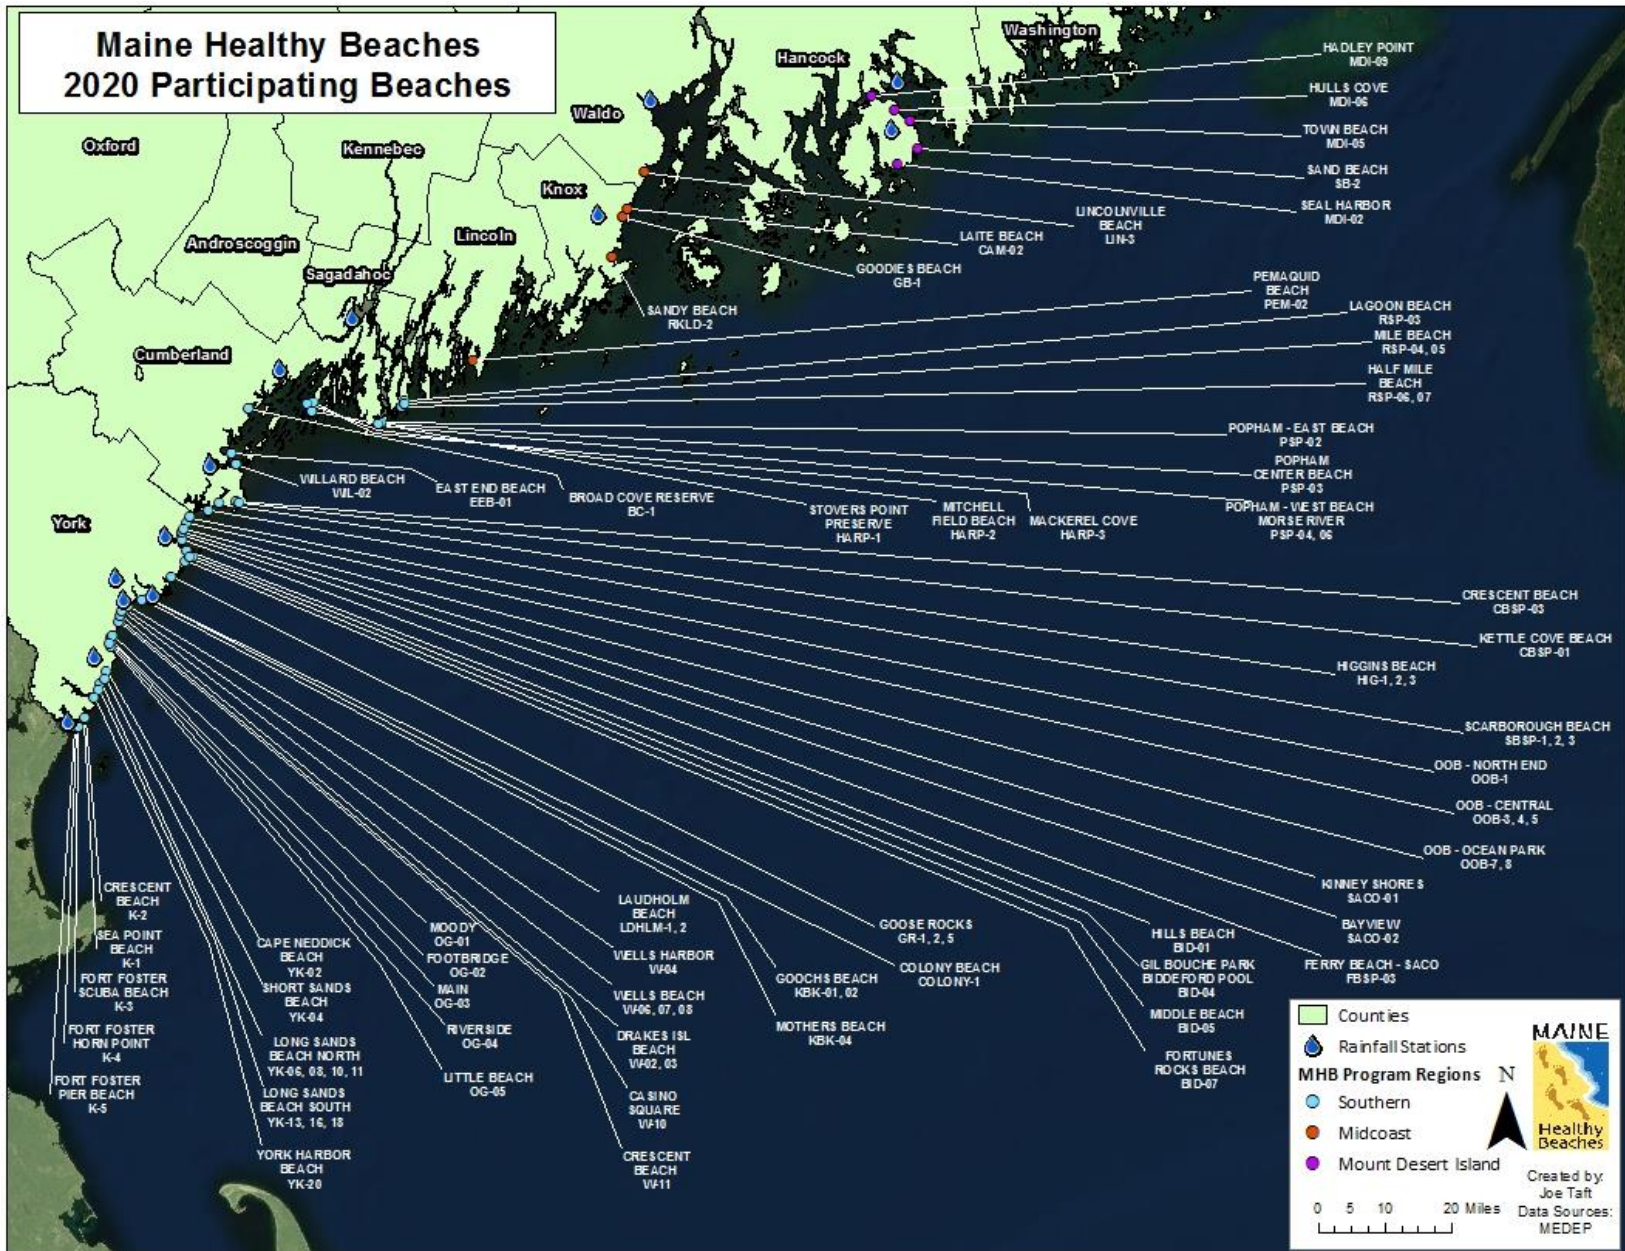 Maine Healthy Beaches
2020 Participating Beaches
Washington
Hancock
Waldo
Oxford
Kennebec
Knox
Androscoggin
Lincoln
Sagadahoc
Cumberland
York
HADLEY POINT
MDI-09
HULLS COVE
MDI-06
TOWN BEACH
MDI-05
SAND BEACH
SB-2
SEAL HARBOR
MDI-02
LINCOLNVILLE
BEACH
LIN-3
LAITE BEACH
CAM-02
GOODIES BEACH
GB-1
SANDY BEACH
RKLD-2
PEMAQUID
BEACH
PEM-02
LAGOON BEACH
RSP-03
MILE BEACH
RSP-04, 05
HALF MILE
BEACH
RSP-06, 07
POPHAM - EAST BEACH
PSP-02
POPHAM
CENTER BEACH
PSP-03
POPHAM - WEST BEACH
MORSE RIVER
PSP-04, 06
WILLARD BEACH
WIL-02
EAST END BEACH
EEB-01
BROAD COVE RESERVE
BC-1
STOVERS POINT
PRESERVE
HARP-1
MITCHELL
FIELD BEACH
HARP-2
MACKEREL COVE
HARP-3
CRESCENT BEACH
CBSP-03
KETTLE COVE BEACH
CBSP-01
HIGGINS BEACH
HIG-1, 2, 3
SCARBOROUGH BEACH
SBSP-1, 2, 3
OOB - NORTH END
OOB-1
OOB - CENTRAL
OOB-3, 4, 5
OOB - OCEAN PARK
OOB-7, 8
KINNEY SHORES
SACO-01
BAYVIEW
SACO-02
FERRY BEACH - SACO
FBSP-03
HILLS BEACH
BID-01
GIL BOUCHE PARK
BIDDEFORD POOL
BID-04
MIDDLE BEACH
BID-05
FORTUNES
ROCKS BEACH
BID-07
GOOSE ROCKS
GR-1, 2, 5
COLONY BEACH
COLONY-1
GOOCHS BEACH
KBK-01, 02
MOTHERS BEACH
KBK-04
LAUDHOLM
BEACH
LDHLM-1, 2
WELLS HARBOR
W-04
WELLS BEACH
W-06, 07, 08
DRAKES ISL
BEACH
W-02, 03
CASINO
SQUARE
W-10
CRESCENT
BEACH
W-11
MOODY
OG-01
FOOTBRIDGE
OG-02
MAIN
OG-03
RIVERSIDE
OG-04
LITTLE BEACH
OG-05
CAPE NEDDICK
BEACH
YK-02
SHORT SANDS
BEACH
YK-04
LONG SANDS
BEACH NORTH
YK-06, 08, 10, 11
LONG SANDS
BEACH SOUTH
YK-13, 16, 18
YORK HARBOR
BEACH
YK-20
CRESCENT
BEACH
K-2
SEA POINT
BEACH
K-1
FORT FOSTER
SCUBA BEACH
K-3
FORT FOSTER
HORN POINT
K-4
FORT FOSTER
PIER BEACH
K-5
Counties
Rainfall Stations
MHB Program Regions
Southern
Midcoast
Mount Desert Island
0 5 10 20 Miles
N
MAINE
Healthy
Beaches
Created by:
Joe Taft
Data Sources:
MEDEP